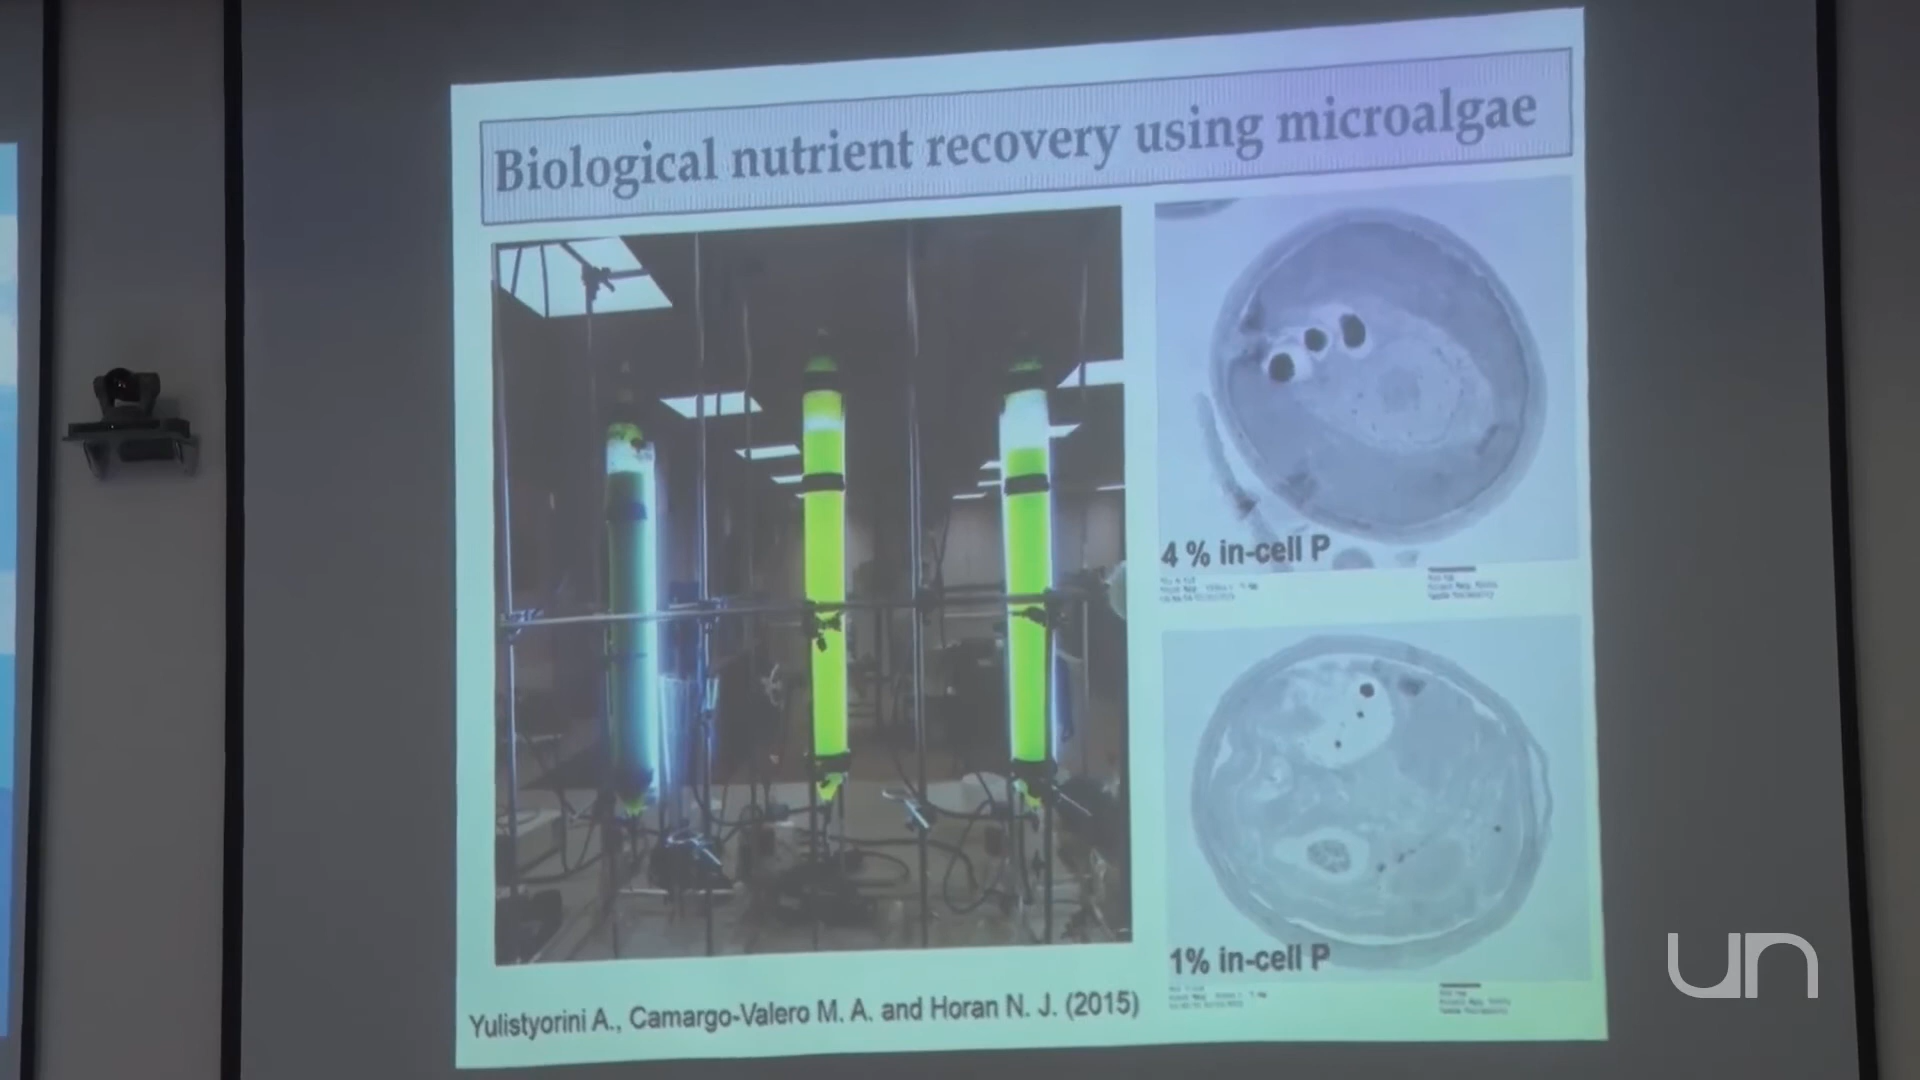 Biological nutrient recovery using microalgae
4 % in-cell P
1% in-cell P
Yulistyorini A., Camargo-Valero M. A. and Horan N. J. (2015)
un